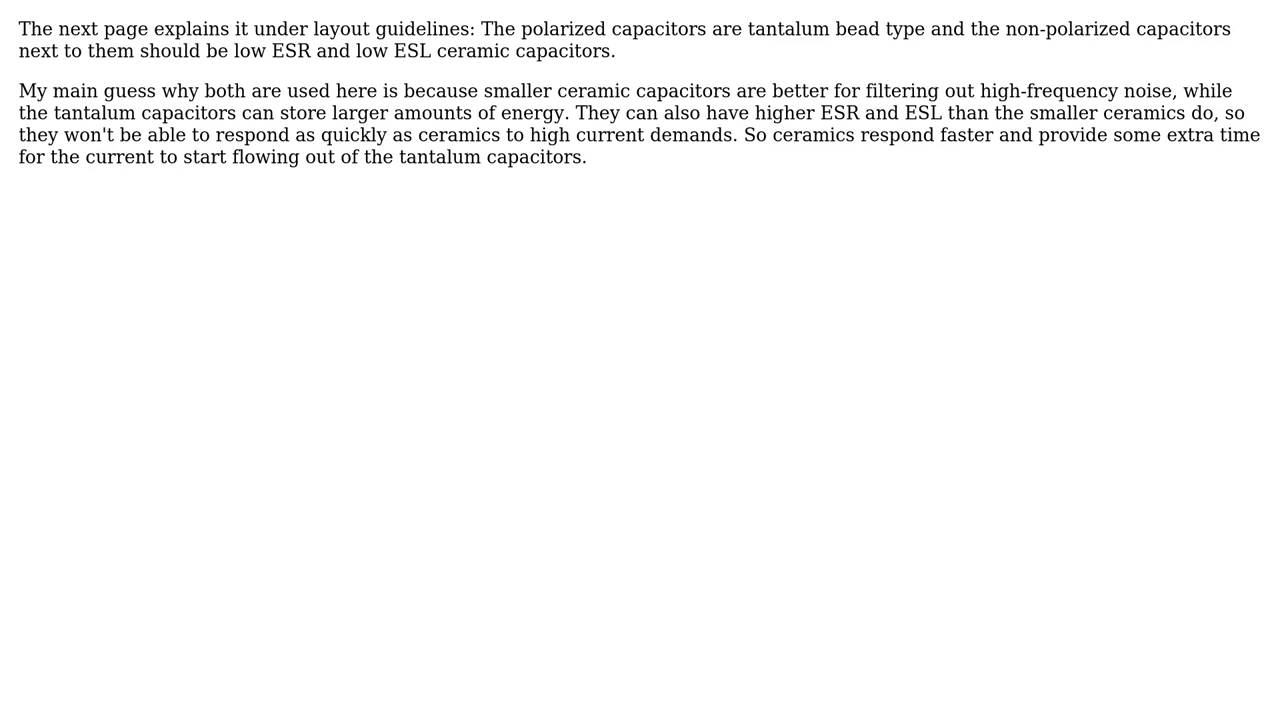 The next page explains it under layout guidelines: The polarized capacitors are tantalum bead type and the non-polarized capacitors
next to them should be low ESR and low ESL ceramic capacitors.
My main guess why both are used here is because smaller ceramic capacitors are better for filtering out high-frequency noise, while
the tantalum capacitors can store larger amounts of energy. They can also have higher ESR and ESL than the smaller ceramics do, so
they won't be able to respond as quickly as ceramics to high current demands. So ceramics respond faster and provide some extra time
for the current to start flowing out of the tantalum capacitors.